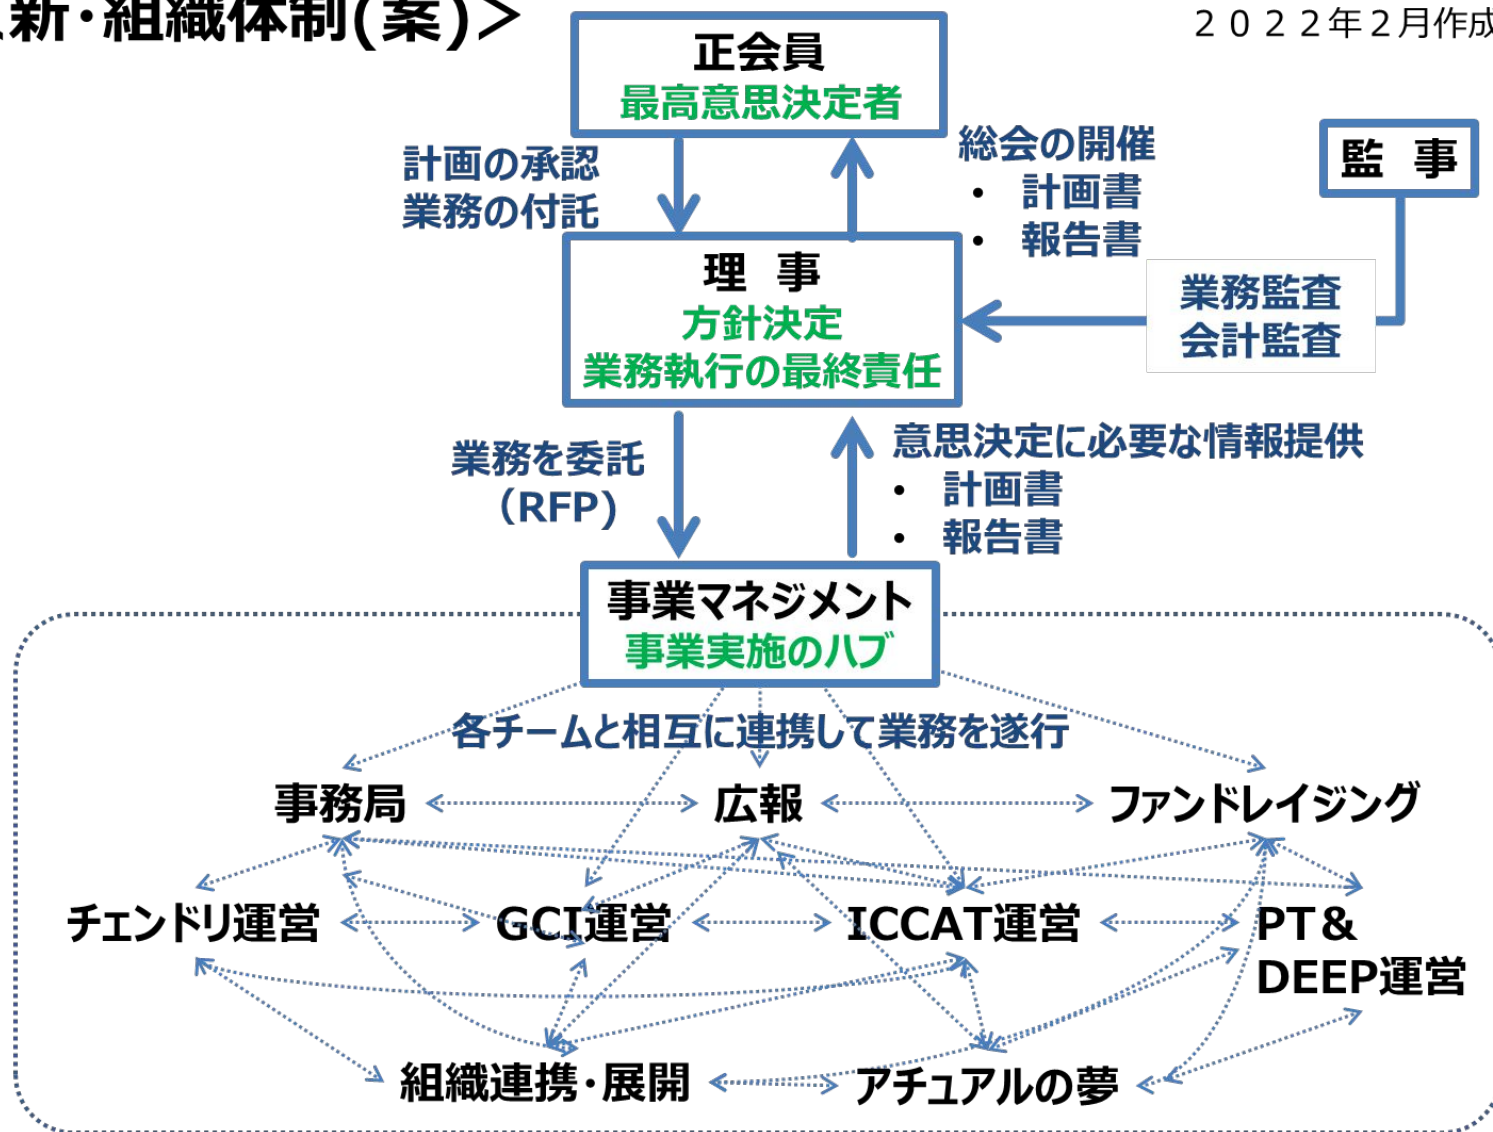 新・組織体制(案)＞
２０２２年２月作成
正会員
最高意思決定者
計画の承認
業務の付託
総会の開催
・ 計画書
・ 報告書
監　事
理　事
方針決定
業務執行の最終責任
業務監査
会計監査
業務を委託
（RFP）
意思決定に必要な情報提供
・ 計画書
・ 報告書
事業マネジメント
事業実施のハブ
各チームと相互に連携して業務を遂行
事務局
広報
ファンドレイジング
チェンドリ運営
GCI運営
ICCAT運営
PT＆
DEEP運営
組織連携・展開
アチュアルの夢